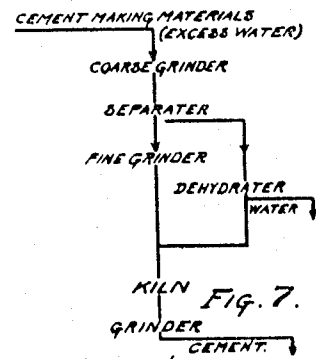 CEMENT MAKING MATERIALS
(EXCESS WATER)
COARSE GRINDER
SEPARATER
FINE GRINDER
DEHYDRATER
WATER
KILN
FIG. 7.
GRINDER
CEMENT.